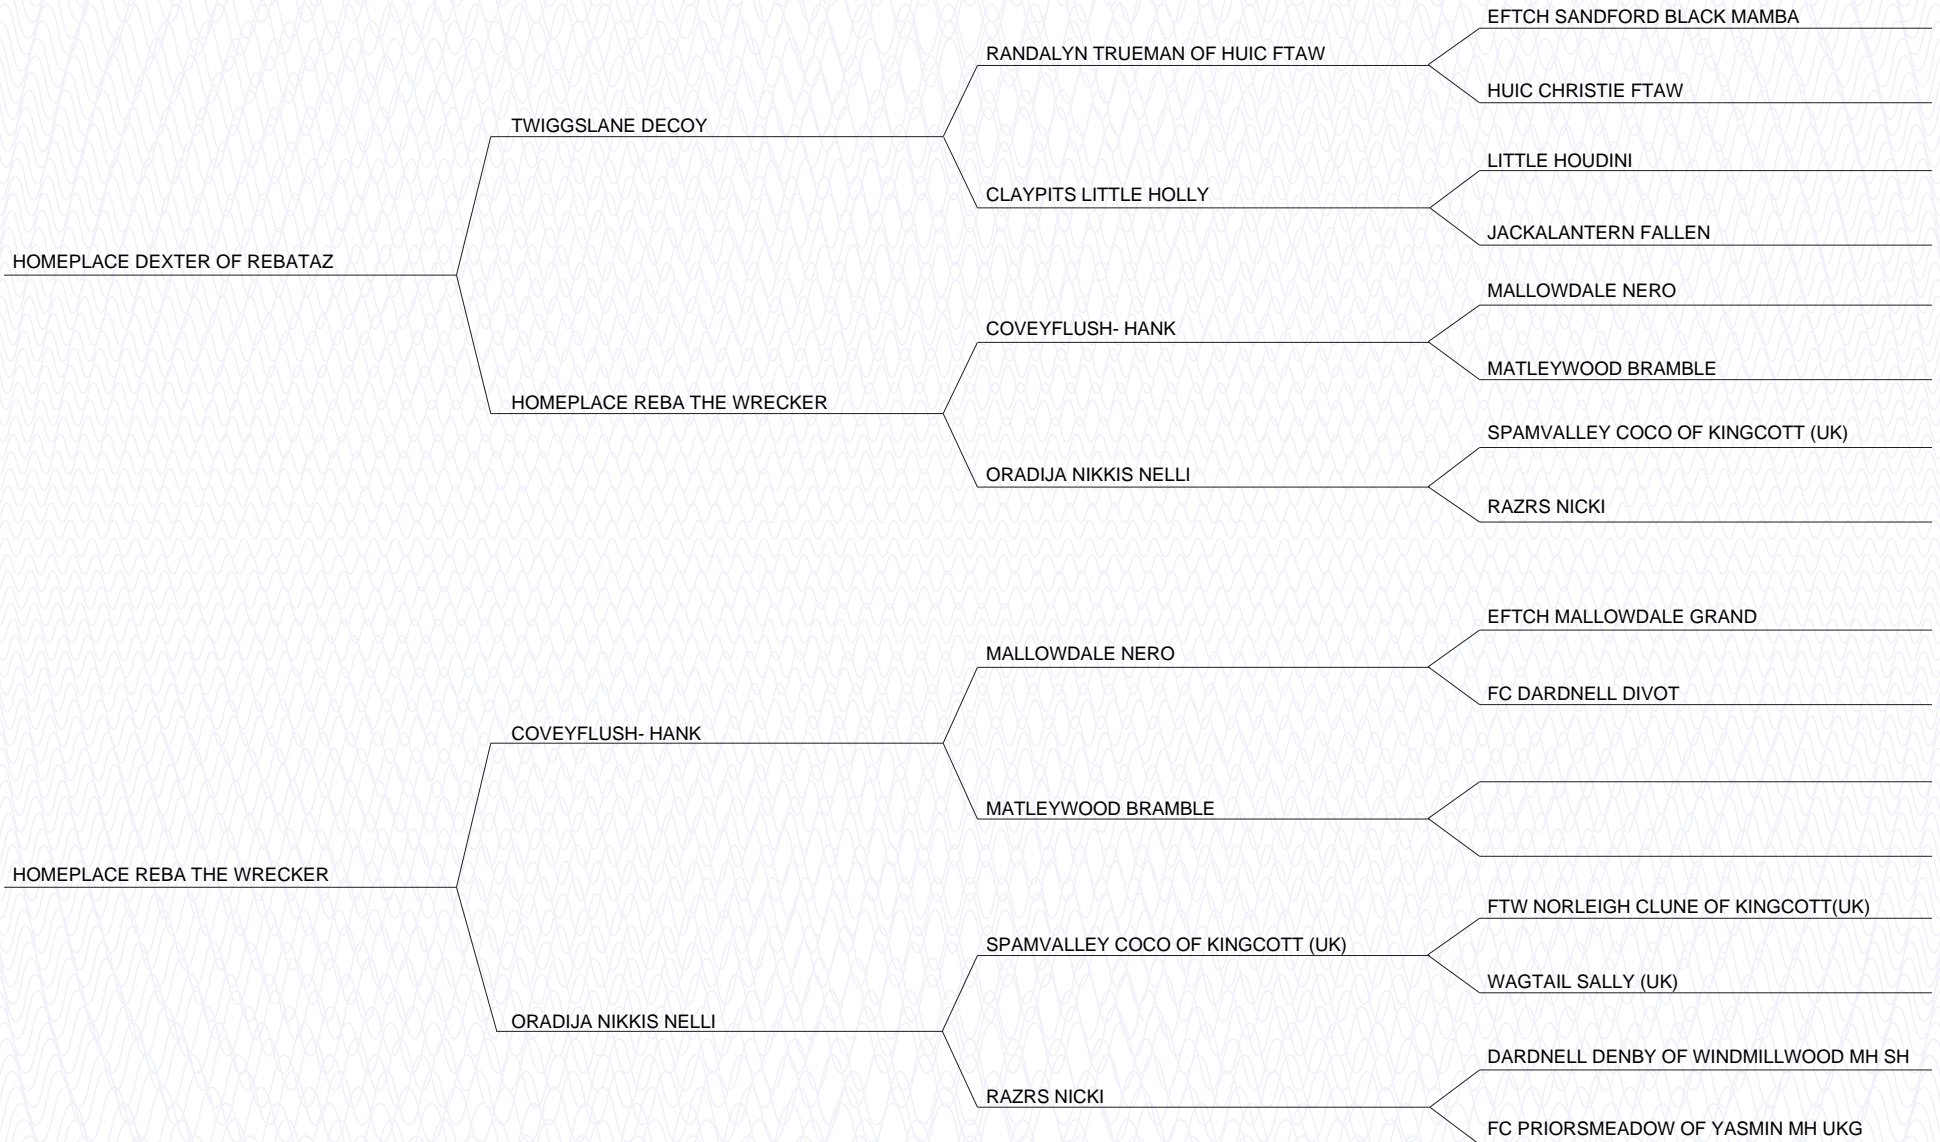 EFTCH SANDFORD BLACK MAMBA
RANDALYN TRUEMAN OF HUIC FTAW
HUIC CHRISTIE FTAW
TWIGGSLANE DECOY
LITTLE HOUDINI
CLAYPITS LITTLE HOLLY
JACKALANTERN FALLEN
HOMEPLACE DEXTER OF REBATAZ
MALLOWDALE NERO
COVEYFLUSH- HANK
MATLEYWOOD BRAMBLE
HOMEPLACE REBA THE WRECKER
SPAMVALLEY COCO OF KINGCOTT (UK)
ORADIJA NIKKIS NELLI
RAZRS NICKI
EFTCH MALLOWDALE GRAND
MALLOWDALE NERO
FC DARDNELL DIVOT
COVEYFLUSH- HANK
MATLEYWOOD BRAMBLE
HOMEPLACE REBA THE WRECKER
FTW NORLEIGH CLUNE OF KINGCOTT(UK)
SPAMVALLEY COCO OF KINGCOTT (UK)
WAGTAIL SALLY (UK)
ORADIJA NIKKIS NELLI
DARDNELL DENBY OF WINDMILLWOOD MH SH
RAZRS NICKI
FC PRIORSMEADOW OF YASMIN MH UKG